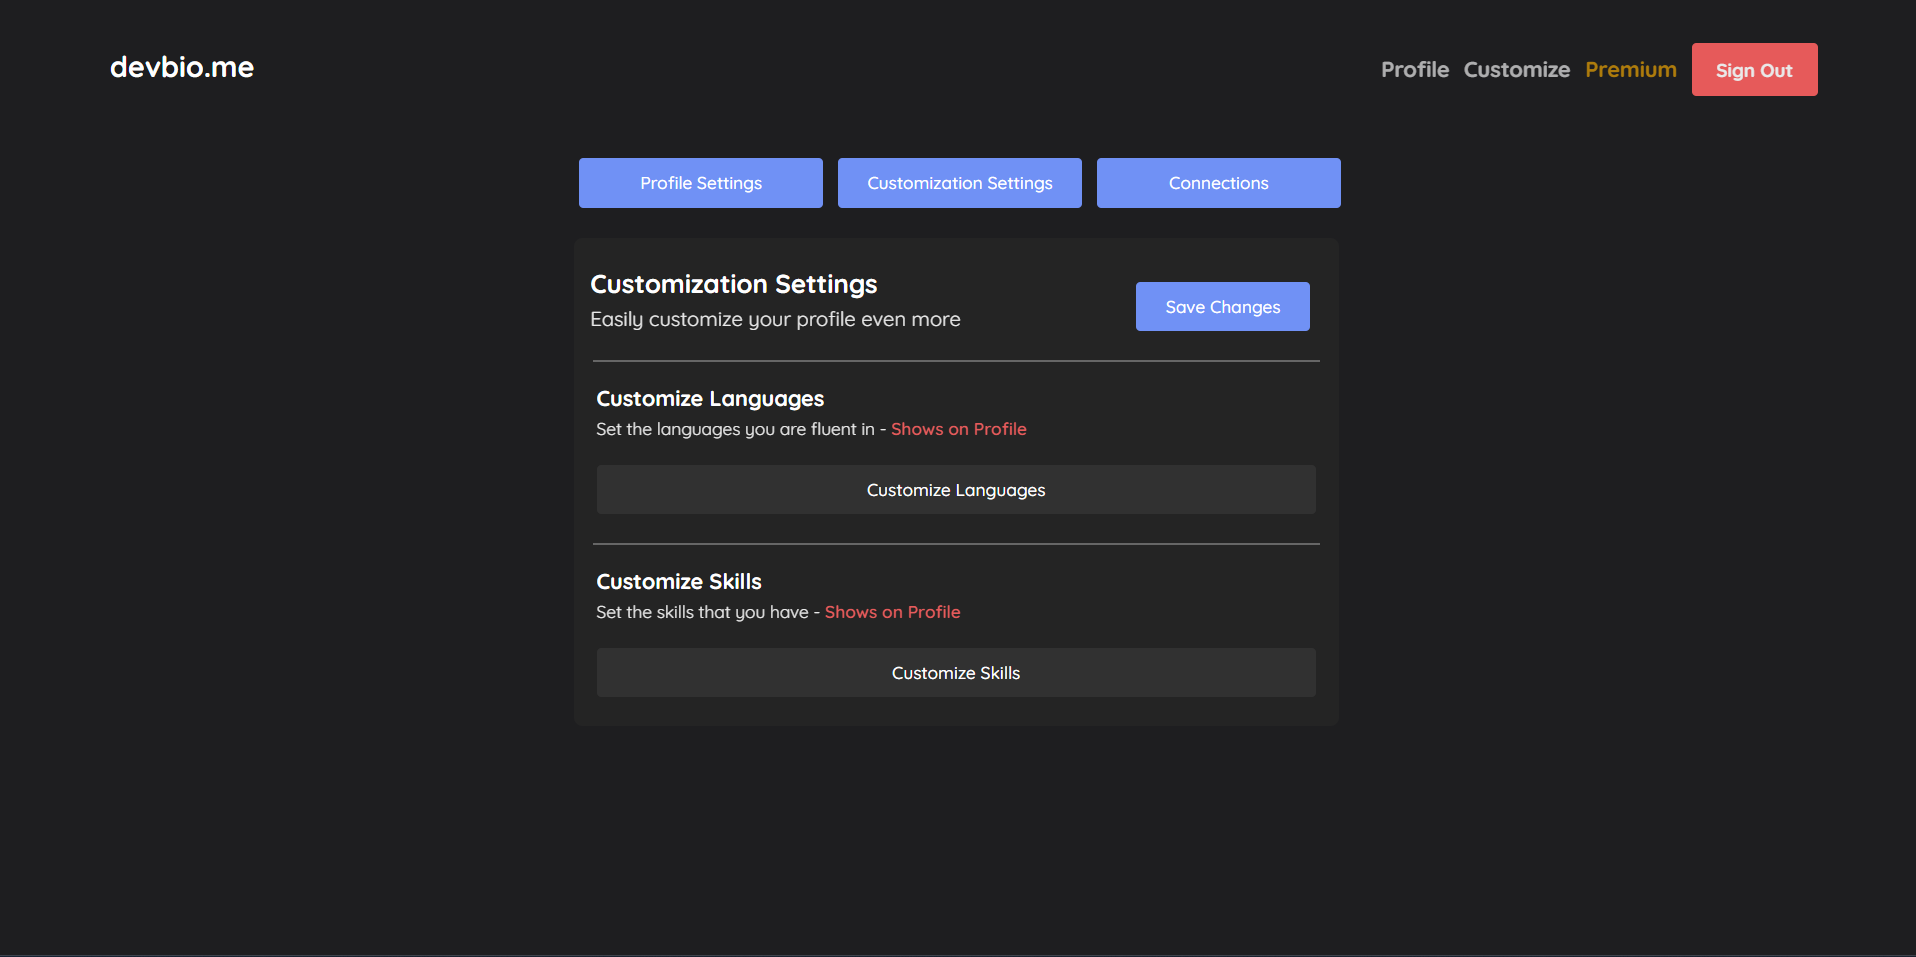 devbio.me
Profile Customize Premium Sign Out
Profile Settings Customization Settings Connections
Customization Settings
Easily customize your profile even more
Save Changes
Customize Languages
Set the languages you are fluent in - Shows on Profile
Customize Languages
Customize Skills
Set the skills that you have - Shows on Profile
Customize Skills